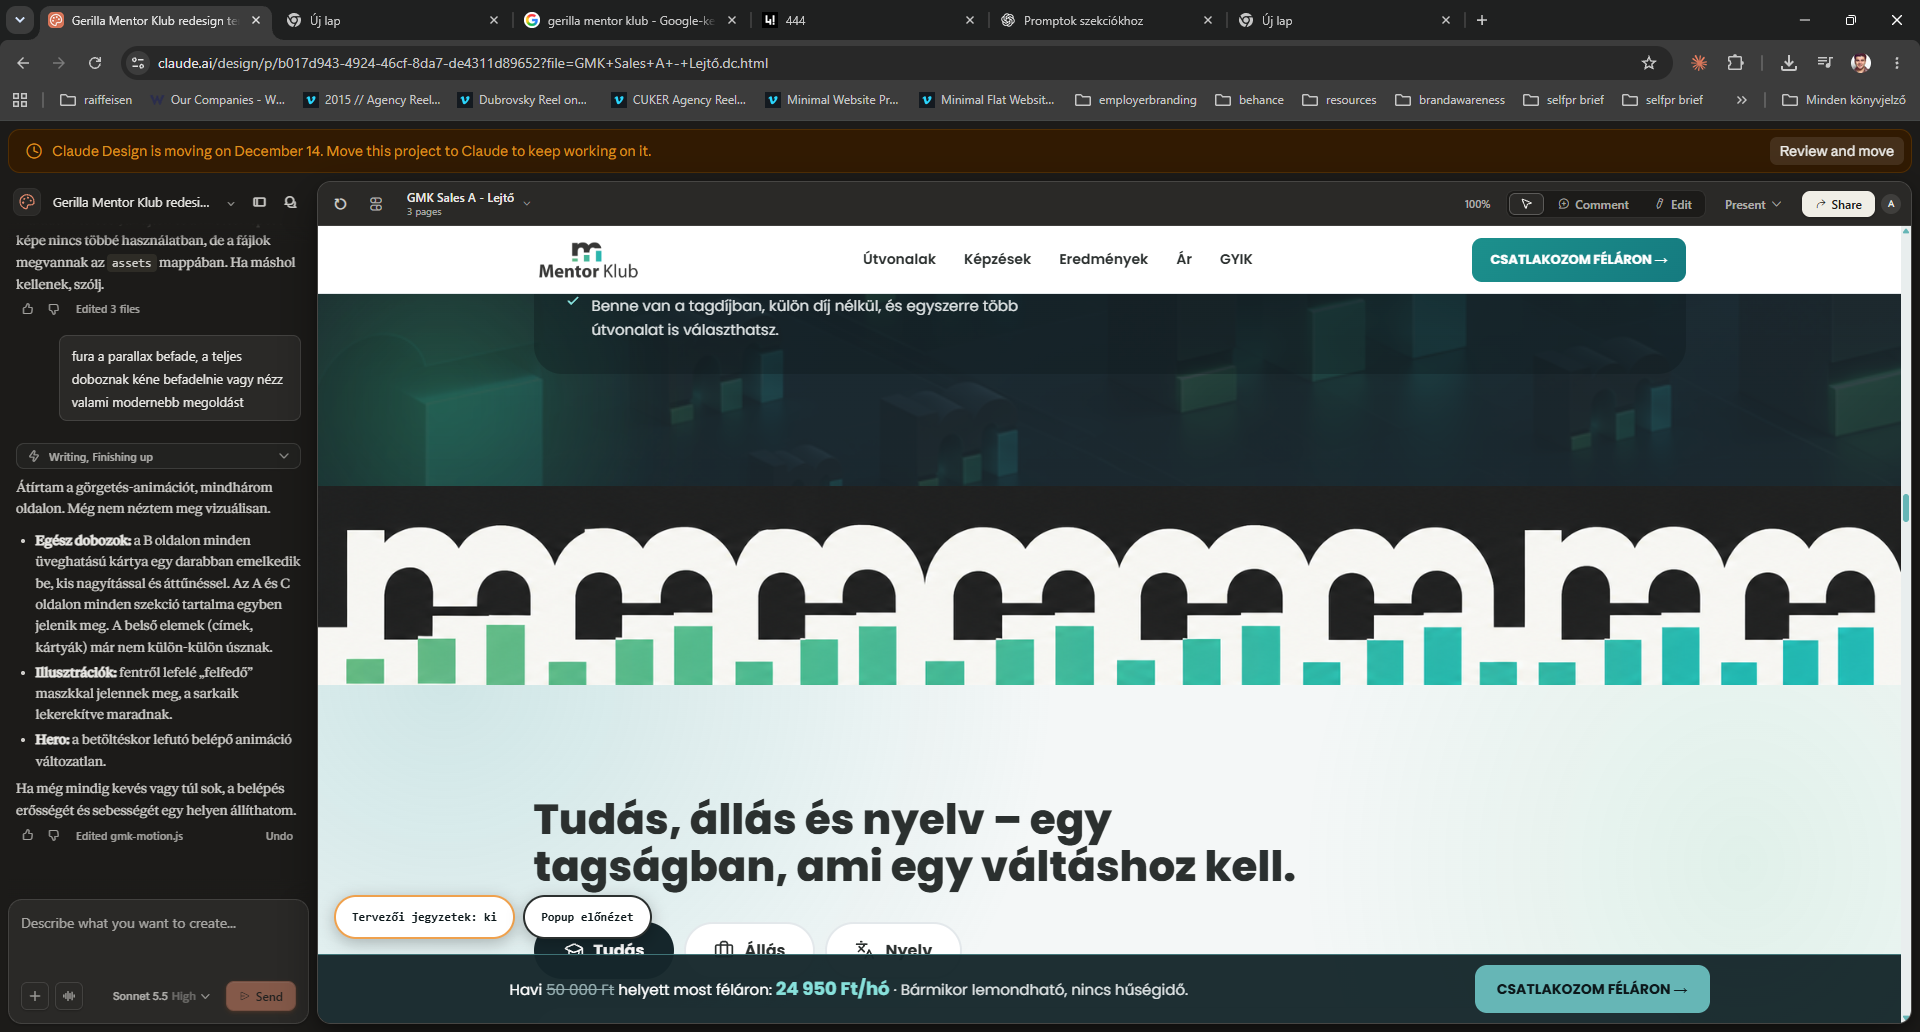 Gerilla Mentor Klub redesign te
Új lap
gerilla mentor klub - Google-ke
444
Promptok szekciókhoz
Új lap
claude.ai/design/p/b017d943-4924-46cf-8da7-de4311d89652?file=GMK+Sales+A+-+Lejtő.dc.html
raiffeisen
Our Companies - W...
2015 // Agency Reel...
Dubrovsky Reel on...
CUKER Agency Reel...
Minimal Website Pr...
Minimal Flat Websit...
employerbranding
behance
resources
brandawareness
selfpr brief
selfpr brief
Minden könyvjelző
Claude Design is moving on December 14. Move this project to Claude to keep working on it.
Review and move
Gerilla Mentor Klub redesi...
képe nincs többé használatban, de a fájlok
megvannak az assets mappában. Ha máshol
kellenek, szólj.
Edited 3 files
fura a parallax befade, a teljes
doboznak kéne befadelnie vagy nézz
valami modernebb megoldást
Writing, Finishing up
Átírtam a görgetés-animációt, mindhárom
oldalon. Még nem néztem meg vizuálisan.
• Egész dobozok: a B oldalon minden
üveghatású kártya egy darabban emelkedik
be, kis nagyítással és áttűnéssel. Az A és C
oldalon minden szekció tartalma egyben
jelenik meg. A belső elemek (címek,
kártyák) már nem külön-külön úsznak.
• Illusztrációk: fentről lefelé „felfedő”
maszkkal jelennek meg, a sarkaik
lekerekítve maradnak.
• Hero: a betöltéskor lefutó belépő animáció
változatlan.
Ha még mindig kevés vagy túl sok, a belépés
erősségét és sebességét egy helyen állíthatom.
Edited gmk-motion.js
Undo
Describe what you want to create...
Sonnet 5.5 High
Send
GMK Sales A - Lejtő
3 pages
100%
Comment
Edit
Present
Share
A
Mentor Klub
Útvonalak
Képzések
Eredmények
Ár
GYIK
CSATLAKOZOM FÉLÁRON →
Benne van a tagdíjban, külön díj nélkül, és egyszerre több
útvonalat is választhatsz.
Tudás, állás és nyelv – egy
tagságban, ami egy váltáshoz kell.
Tervezői jegyzetek: ki
Popup előnézet
Tudás
Állás
Nyelv
Havi 50 000 Ft helyett most féláron: 24 950 Ft/hó · Bármikor lemondható, nincs hűségidő.
CSATLAKOZOM FÉLÁRON →